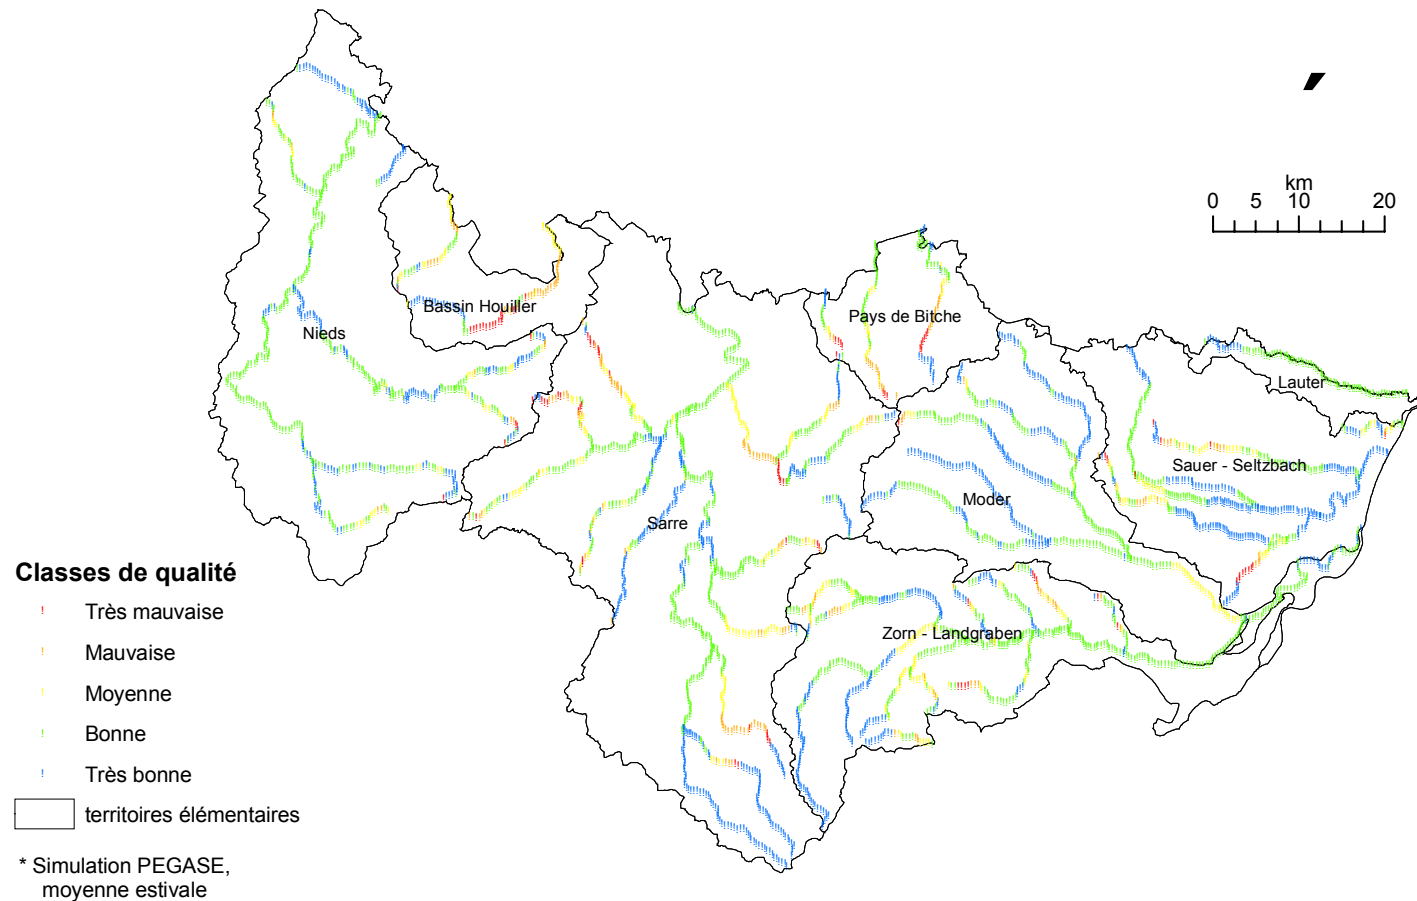 km
0 5 10 20
Bassin Houiller
Pays de Bitche
Nieds
Lauter
Sauer - Seltzbach
Moder
Sarre
Zorn - Landgraben
Classes de qualité
Très mauvaise
Mauvaise
Moyenne
Bonne
Très bonne
territoires élémentaires
* Simulation PEGASE,
moyenne estivale